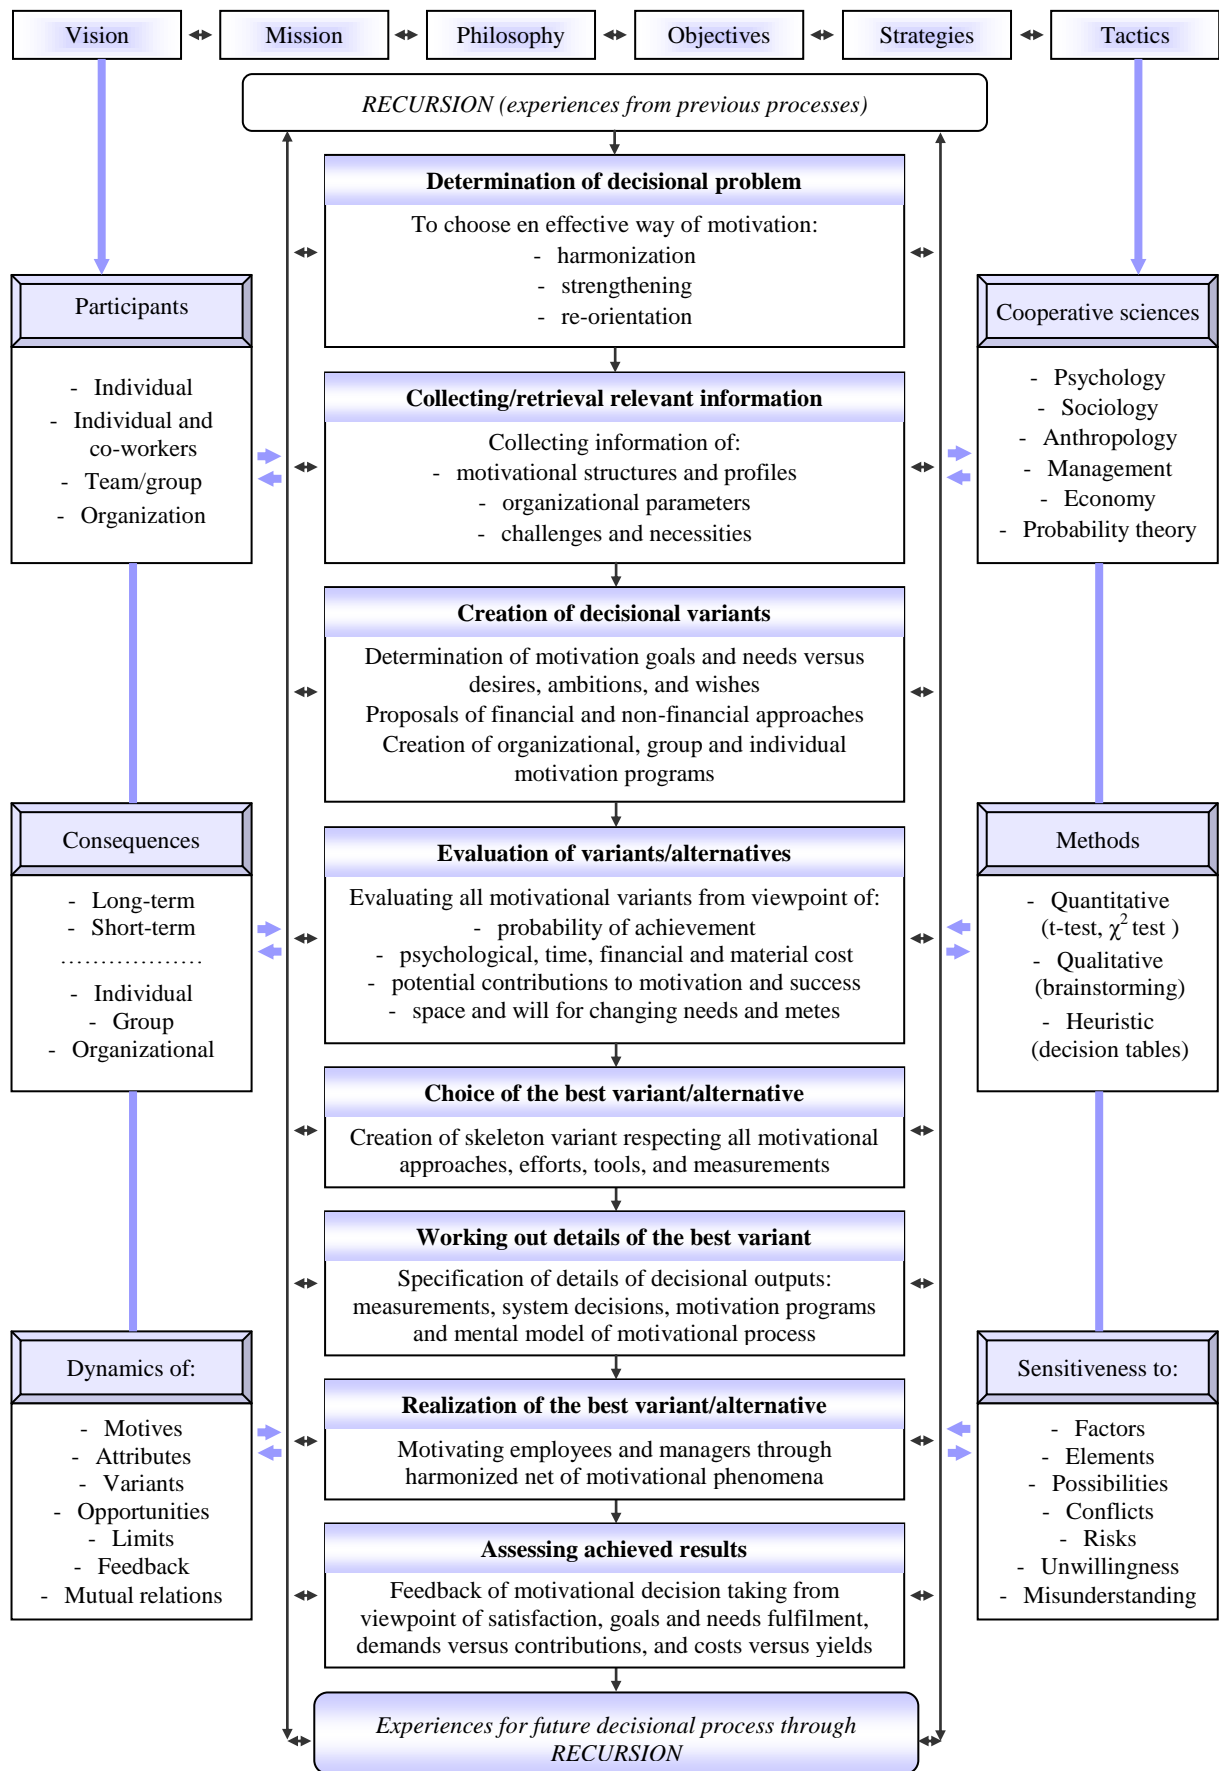 Vision
Mission
Philosophy
Objectives
Strategies
Tactics
RECURSION (experiences from previous processes)
Determination of decisional problem
To choose en effective way of motivation:
- harmonization
- strengthening
- re-orientation
Participants
- Individual
- Individual and
co-workers
- Team/group
- Organization
Cooperative sciences
- Psychology
- Sociology
- Anthropology
- Management
- Economy
- Probability theory
Collecting/retrieval relevant information
Collecting information of:
- motivational structures and profiles
- organizational parameters
- challenges and necessities
Creation of decisional variants
Determination of motivation goals and needs versus
desires, ambitions, and wishes
Proposals of financial and non-financial approaches
Creation of organizational, group and individual
motivation programs
Consequences
- Long-term
- Short-term
………………
- Individual
- Group
- Organizational
Evaluation of variants/alternatives
Evaluating all motivational variants from viewpoint of:
- probability of achievement
- psychological, time, financial and material cost
- potential contributions to motivation and success
- space and will for changing needs and metes
Methods
- Quantitative
(t-test, χ² test )
- Qualitative
(brainstorming)
- Heuristic
(decision tables)
Choice of the best variant/alternative
Creation of skeleton variant respecting all motivational
approaches, efforts, tools, and measurements
Working out details of the best variant
Specification of details of decisional outputs:
measurements, system decisions, motivation programs
and mental model of motivational process
Dynamics of:
- Motives
- Attributes
- Variants
- Opportunities
- Limits
- Feedback
- Mutual relations
Realization of the best variant/alternative
Motivating employees and managers through
harmonized net of motivational phenomena
Sensitiveness to:
- Factors
- Elements
- Possibilities
- Conflicts
- Risks
- Unwillingness
- Misunderstanding
Assessing achieved results
Feedback of motivational decision taking from
viewpoint of satisfaction, goals and needs fulfilment,
demands versus contributions, and costs versus yields
Experiences for future decisional process through
RECURSION